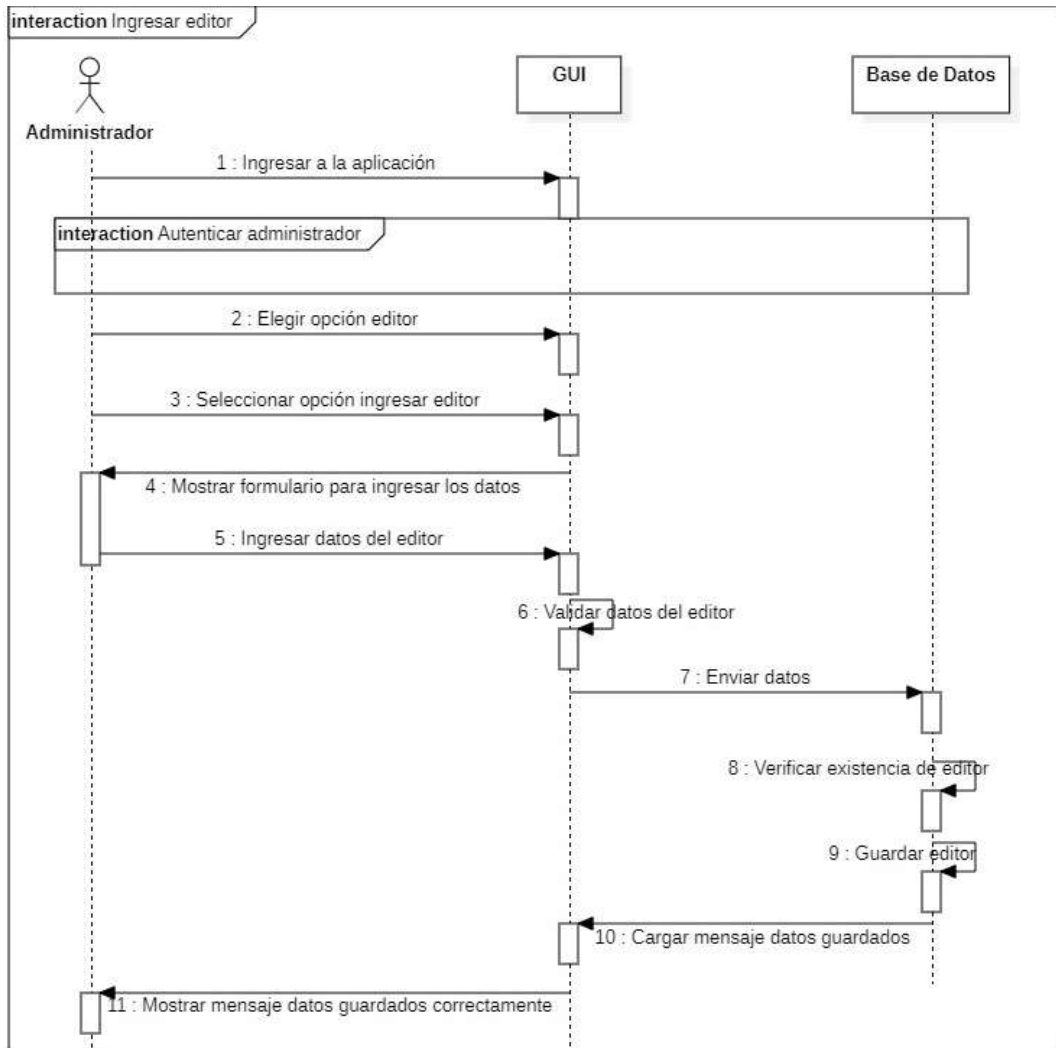 interaction Ingresar editor
GUI
Base de Datos
Administrador
1 : Ingresar a la aplicación
interaction Autenticar administrador
2 : Elegir opción editor
3 : Seleccionar opción ingresar editor
4 : Mostrar formulario para ingresar los datos
5 : Ingresar datos del editor
6 : Validar datos del editor
7 : Enviar datos
8 : Verificar existencia de editor
9 : Guardar editor
10 : Cargar mensaje datos guardados
11 : Mostrar mensaje datos guardados correctamente